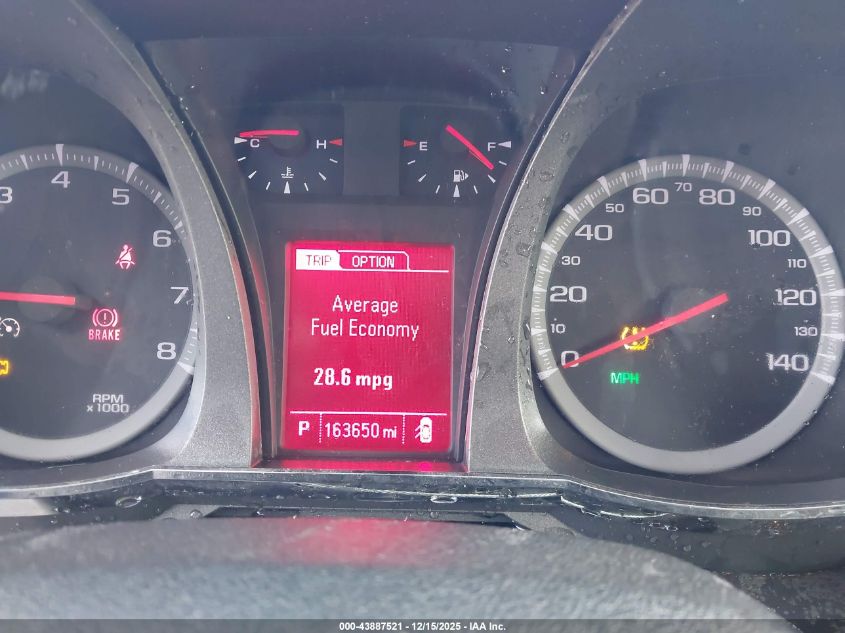 C H
E F
3 4 5 6 7 8
RPM
x 1000
BRAKE
TRIP OPTION
Average
Fuel Economy
28.6 mpg
P 163650 mi
0 10 20 30 40 50 60 70 80 90 100 110 120 130 140
MPH
000-43887521 - 12/15/2025 - IAA Inc.